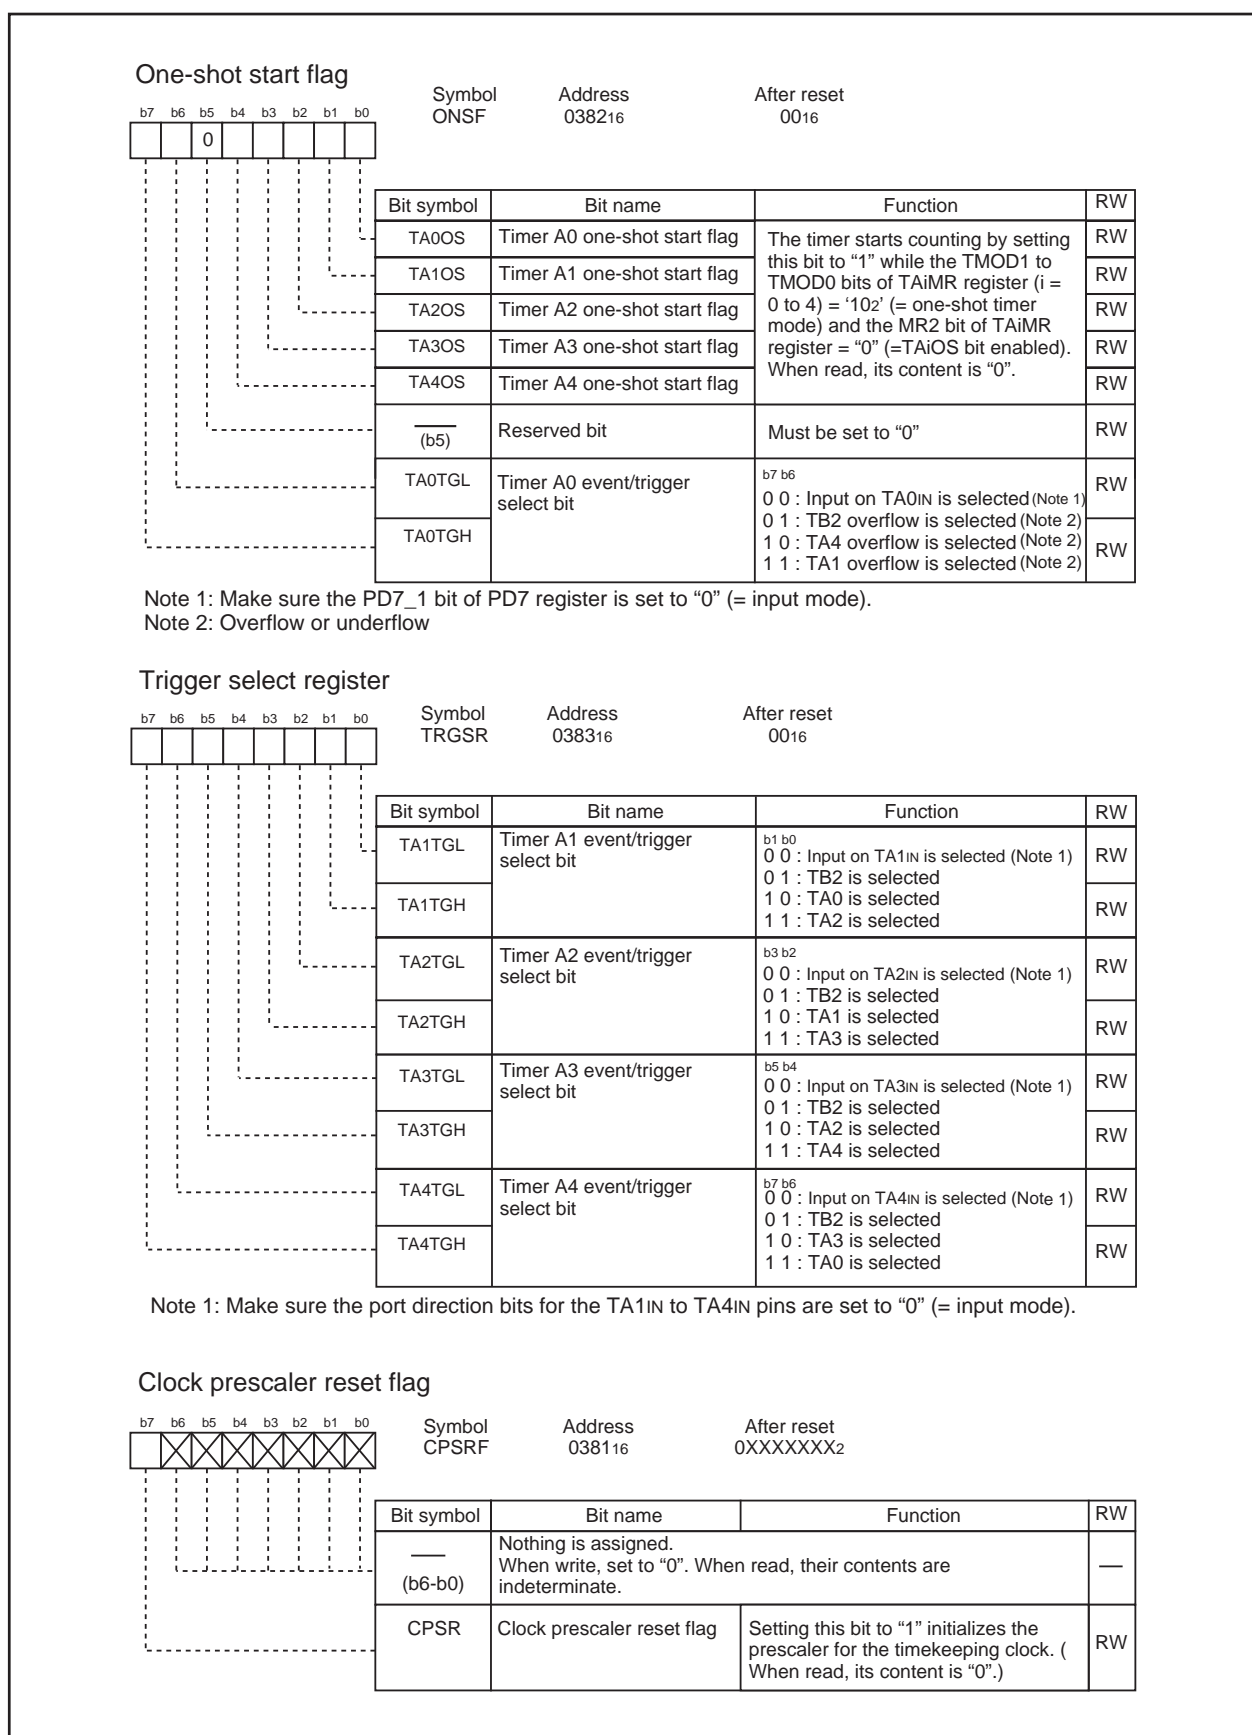 One-shot start flag
Symbol Address After reset
ONSF 038216 0016
b7 b6 b5 b4 b3 b2 b1 b0
0
Bit symbol Bit name Function RW
TA0OS Timer A0 one-shot start flag RW
TA1OS Timer A1 one-shot start flag RW
TA2OS Timer A2 one-shot start flag RW
TA3OS Timer A3 one-shot start flag RW
TA4OS Timer A4 one-shot start flag RW
The timer starts counting by setting
this bit to “1” while the TMOD1 to
TMOD0 bits of TAiMR register (i =
0 to 4) = ‘102’ (= one-shot timer
mode) and the MR2 bit of TAiMR
register = “0” (=TAiOS bit enabled).
When read, its content is “0”.
(b5) Reserved bit Must be set to “0” RW
TA0TGL Timer A0 event/trigger RW
select bit
TA0TGH RW
b7 b6
0 0 : Input on TA0IN is selected (Note 1)
0 1 : TB2 overflow is selected (Note 2)
1 0 : TA4 overflow is selected (Note 2)
1 1 : TA1 overflow is selected (Note 2)
Note 1: Make sure the PD7_1 bit of PD7 register is set to “0” (= input mode).
Note 2: Overflow or underflow
Trigger select register
Symbol Address After reset
TRGSR 038316 0016
b7 b6 b5 b4 b3 b2 b1 b0
Bit symbol Bit name Function RW
TA1TGL Timer A1 event/trigger RW
select bit
TA1TGH RW
b1 b0
0 0 : Input on TA1IN is selected (Note 1)
0 1 : TB2 is selected
1 0 : TA0 is selected
1 1 : TA2 is selected
TA2TGL Timer A2 event/trigger RW
select bit
TA2TGH RW
b3 b2
0 0 : Input on TA2IN is selected (Note 1)
0 1 : TB2 is selected
1 0 : TA1 is selected
1 1 : TA3 is selected
TA3TGL Timer A3 event/trigger RW
select bit
TA3TGH RW
b5 b4
0 0 : Input on TA3IN is selected (Note 1)
0 1 : TB2 is selected
1 0 : TA2 is selected
1 1 : TA4 is selected
TA4TGL Timer A4 event/trigger RW
select bit
TA4TGH RW
b7 b6
0 0 : Input on TA4IN is selected (Note 1)
0 1 : TB2 is selected
1 0 : TA3 is selected
1 1 : TA0 is selected
Note 1: Make sure the port direction bits for the TA1IN to TA4IN pins are set to “0” (= input mode).
Clock prescaler reset flag
Symbol Address After reset
CPSRF 038116 0XXXXXXX2
b7 b6 b5 b4 b3 b2 b1 b0
Bit symbol Bit name Function RW
(b6-b0)
Nothing is assigned.
When write, set to “0”. When read, their contents are
indeterminate.
—
CPSR Clock prescaler reset flag RW
Setting this bit to “1” initializes the
prescaler for the timekeeping clock. (
When read, its content is “0”.)